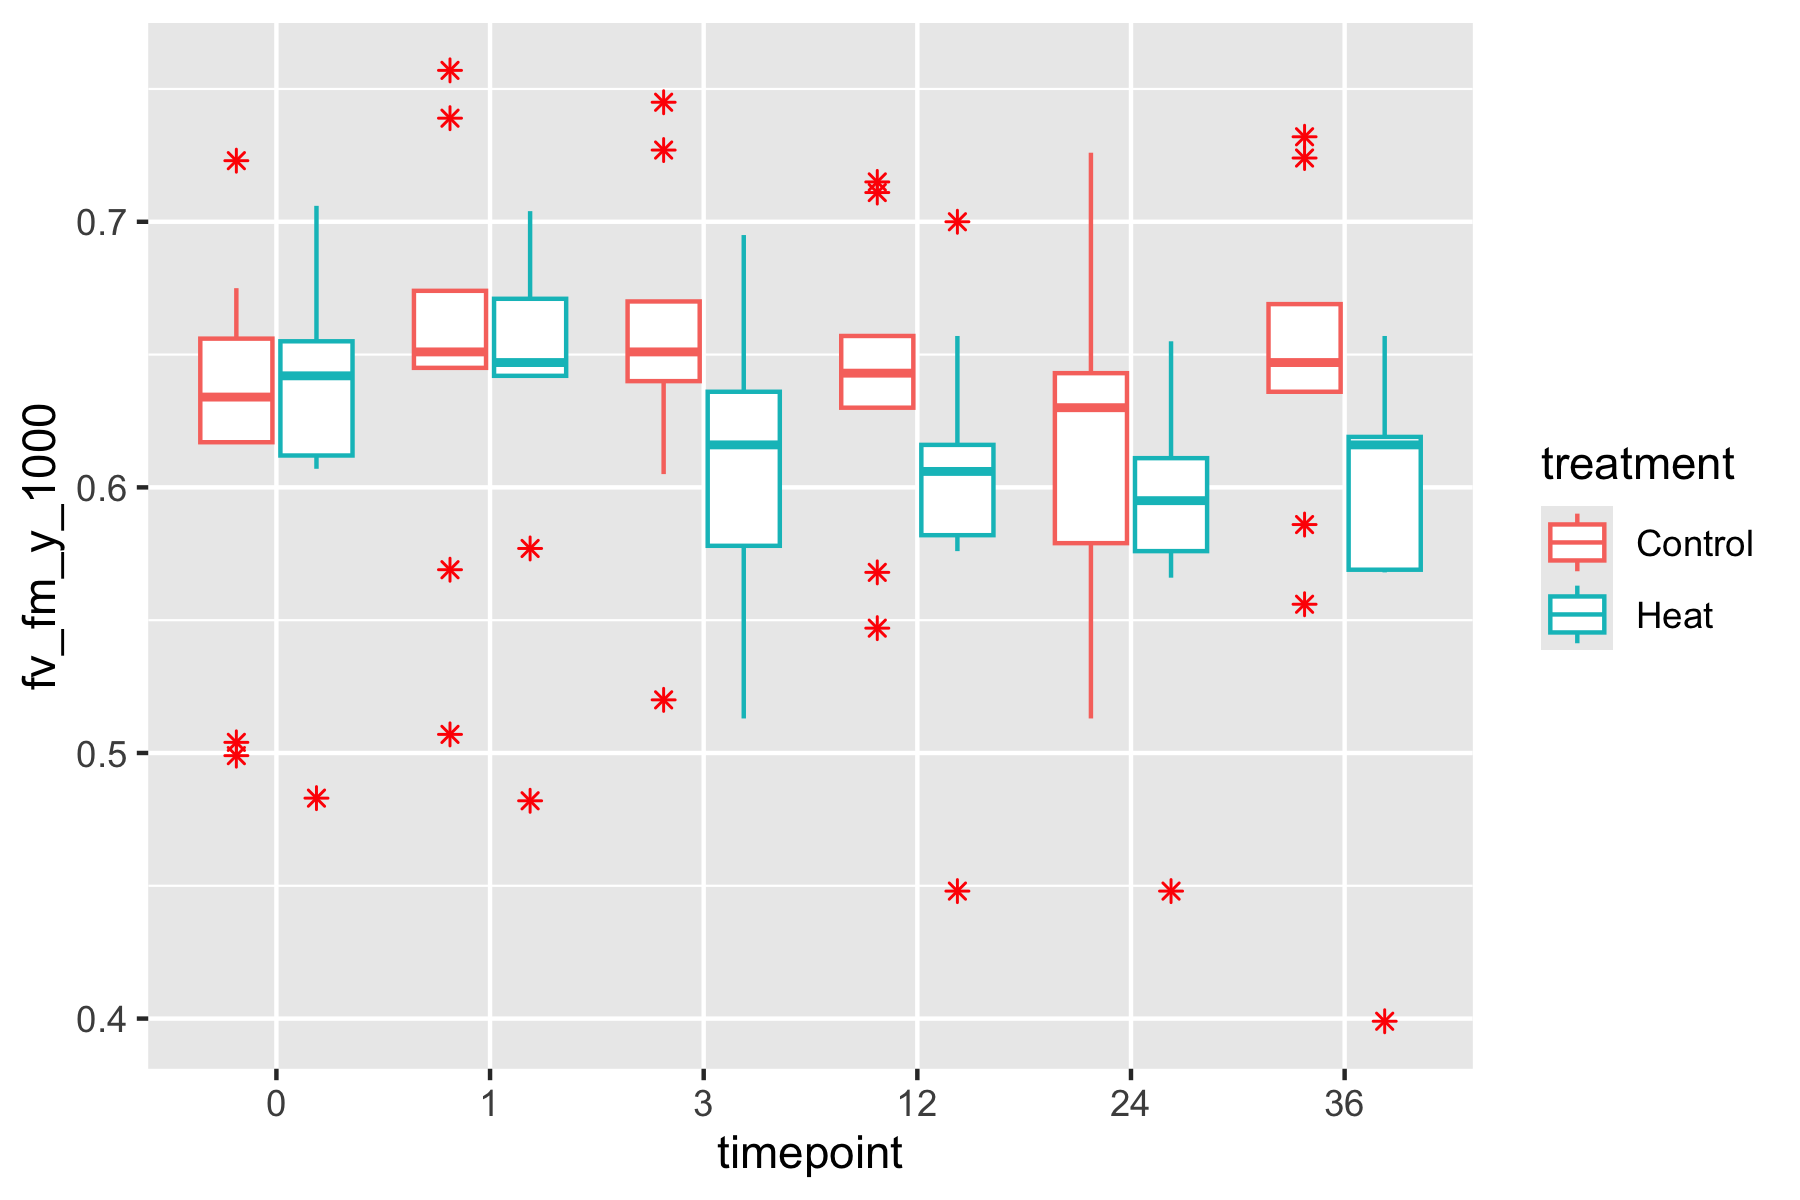 fv_fm_y_1000
0.7
0.6
0.5
0.4
0 1 3 12 24 36
timepoint
treatment
Control
Heat